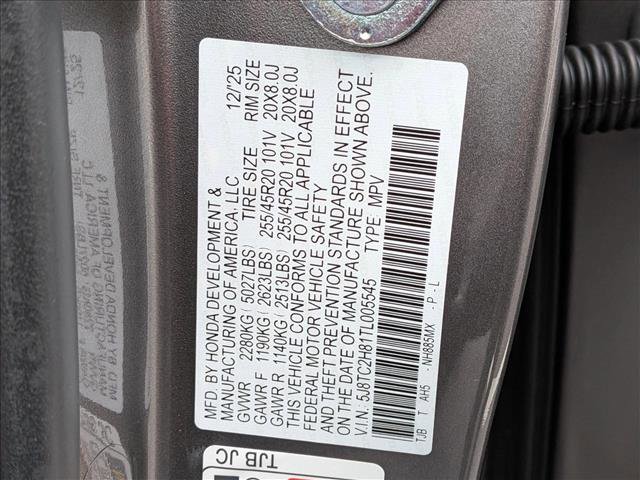 MFD BY HONDA DEVELOPMENT &
MANUFACTURING OF AMERICA, LLC 12/'25
GVWR 2280KG(5027LBS) TIRE SIZE RIM SIZE
GAWR F 1190KG(2623LBS) 255/45R20 101V 20X8.0J
GAWR R 1140KG(2513LBS) 255/45R20 101V 20X8.0J
THIS VEHICLE CONFORMS TO ALL APPLICABLE
FEDERAL MOTOR VEHICLE SAFETY
AND THEFT PREVENTION STANDARDS IN EFFECT
ON THE DATE OF MANUFACTURE SHOWN ABOVE.
V.I.N. 5J8TC2H81TL005545 TYPE MPV
TJB T AH5 - NH885MX - P - L
TJB JC